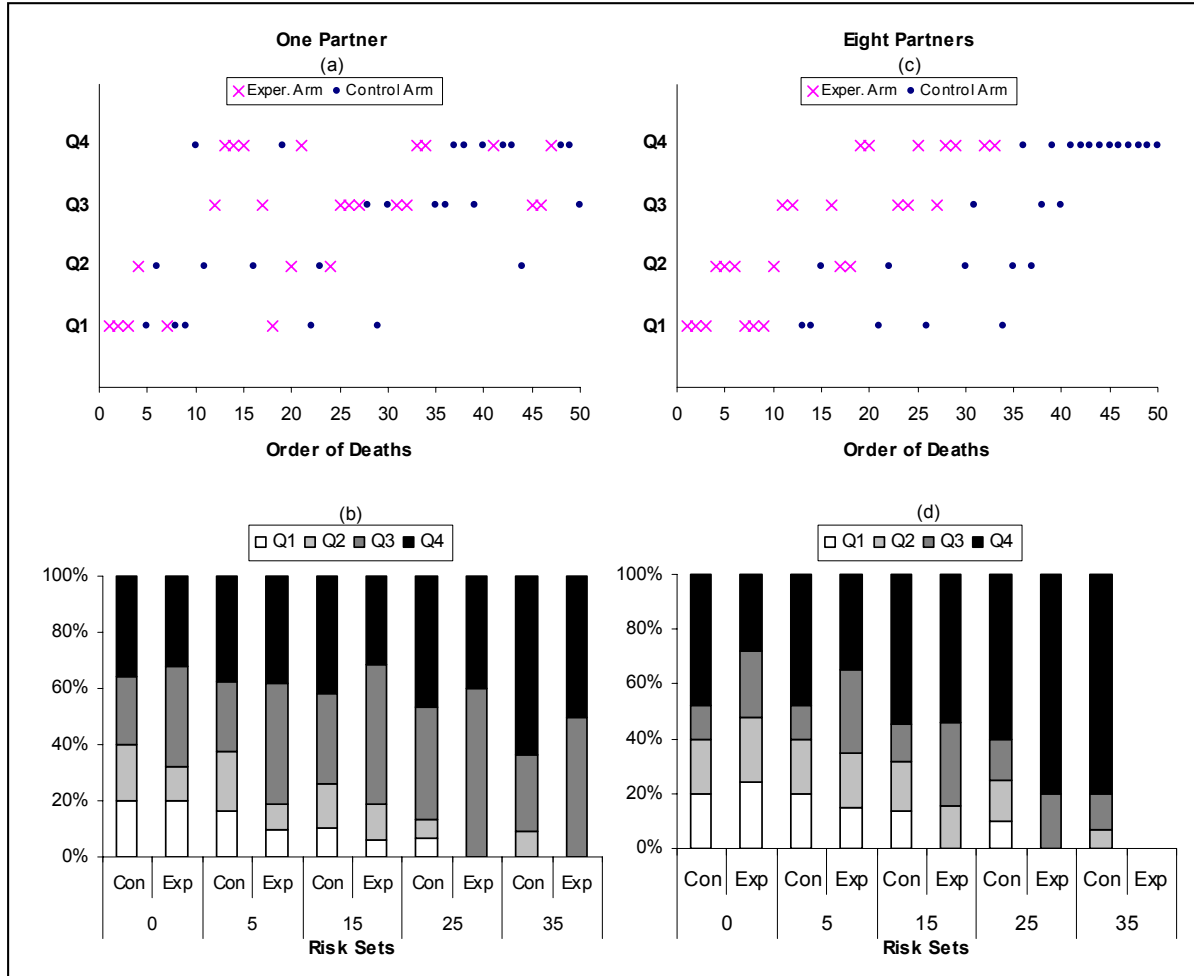 One Partner
(a)
Exper. Arm Control Arm
Q4
Q3
Q2
Q1
0 5 10 15 20 25 30 35 40 45 50
Order of Deaths
Eight Partners
(c)
Exper. Arm Control Arm
Q4
Q3
Q2
Q1
0 5 10 15 20 25 30 35 40 45 50
Order of Deaths
(b)
Q1 Q2 Q3 Q4
100%
80%
60%
40%
20%
0%
Con Exp Con Exp Con Exp Con Exp Con Exp
0 5 15 25 35
Risk Sets
(d)
Q1 Q2 Q3 Q4
100%
80%
60%
40%
20%
0%
Con Exp Con Exp Con Exp Con Exp Con Exp
0 5 15 25 35
Risk Sets